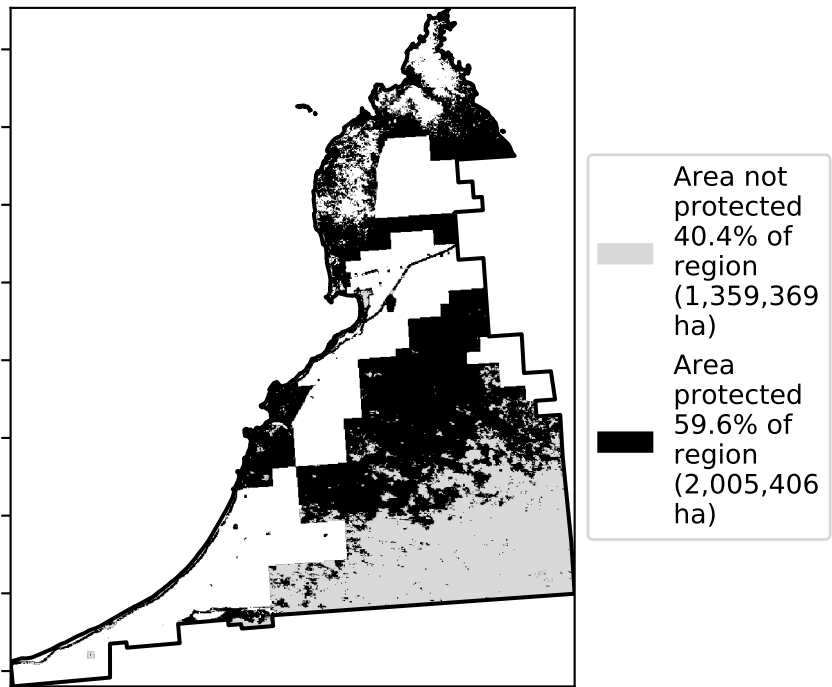 Area not
protected
40.4% of
region
(1,359,369
ha)
Area
protected
59.6% of
region
(2,005,406
ha)